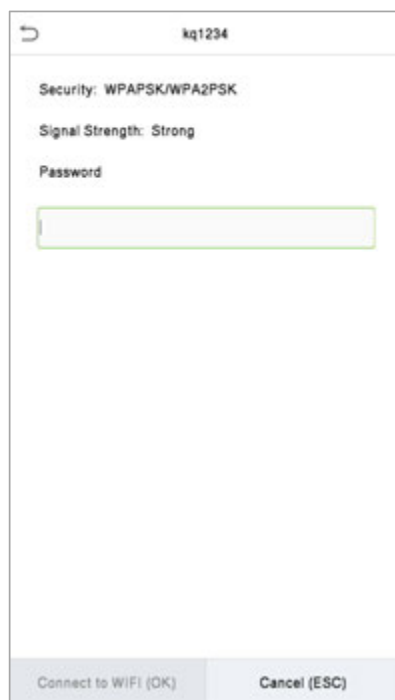 kq1234
Security: WPAPSK/WPA2PSK
Signal Strength: Strong
Password
Connect to WIFI (OK) Cancel (ESC)